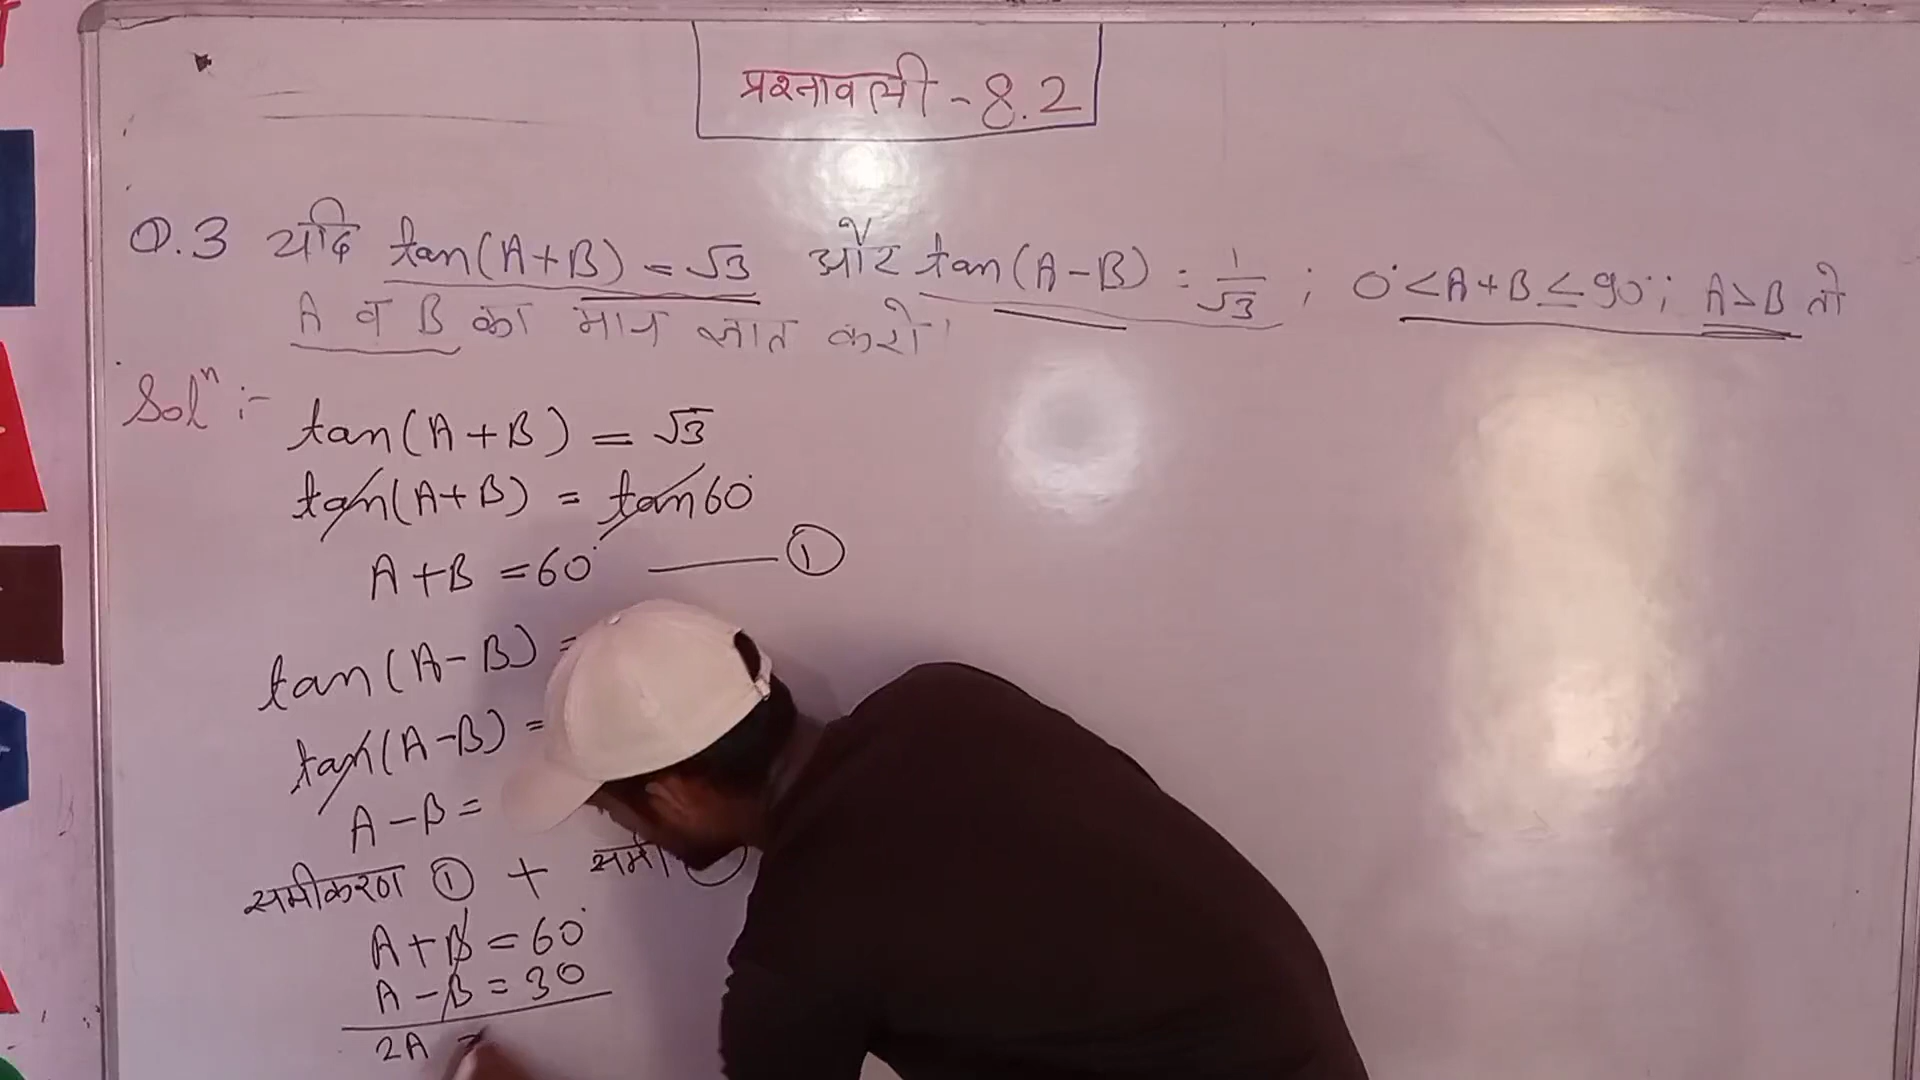 प्रश्नावली - 8.2
Q.3 यदि tan(A+B) = √3 और tan(A-B) = 1/√3 ; 0°<A+B≤90°; A>B तो
A व B का मान ज्ञात करो।
Solⁿ :-
tan(A+B) = √3
tan(A+B) = tan60°
A+B = 60° —— ①
tan(A-B) =
tan(A-B) =
A-B =
समीकरण ① + समी
A+B = 60°
A-B = 30
2A =